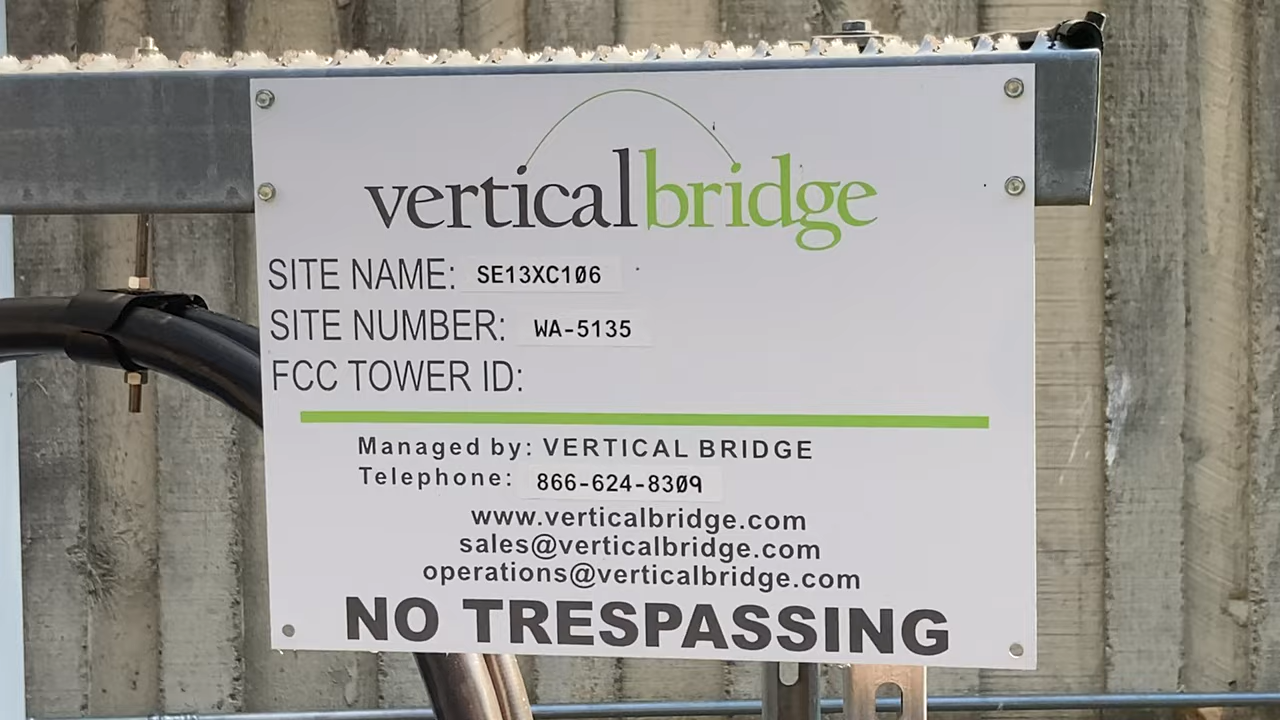 verticalbridge
SITE NAME: SE13XC106
SITE NUMBER: WA-5135
FCC TOWER ID:
Managed by: VERTICAL BRIDGE
Telephone: 866-624-8309
www.verticalbridge.com
sales@verticalbridge.com
operations@verticalbridge.com
NO TRESPASSING